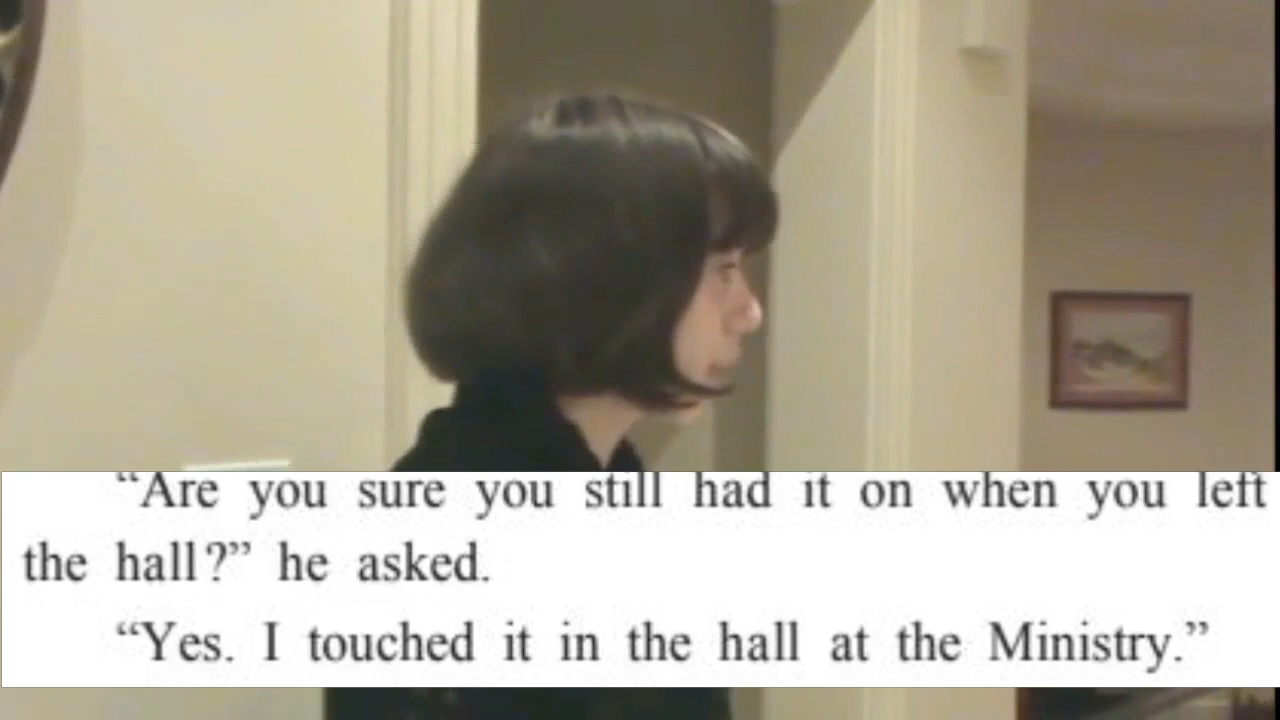 “Are you sure you still had it on when you left
the hall?” he asked.
“Yes. I touched it in the hall at the Ministry.”